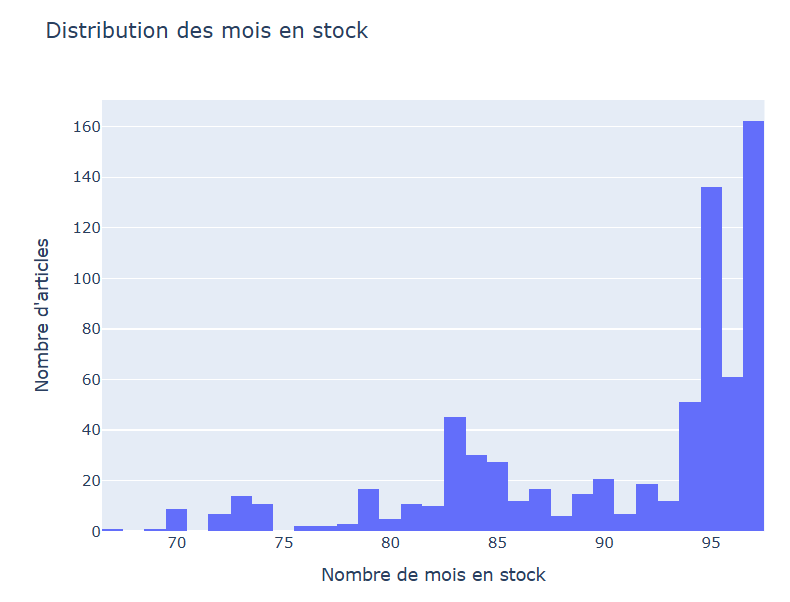 Distribution des mois en stock
160
140
120
100
80
60
40
20
0
Nombre d'articles
70 75 80 85 90 95
Nombre de mois en stock